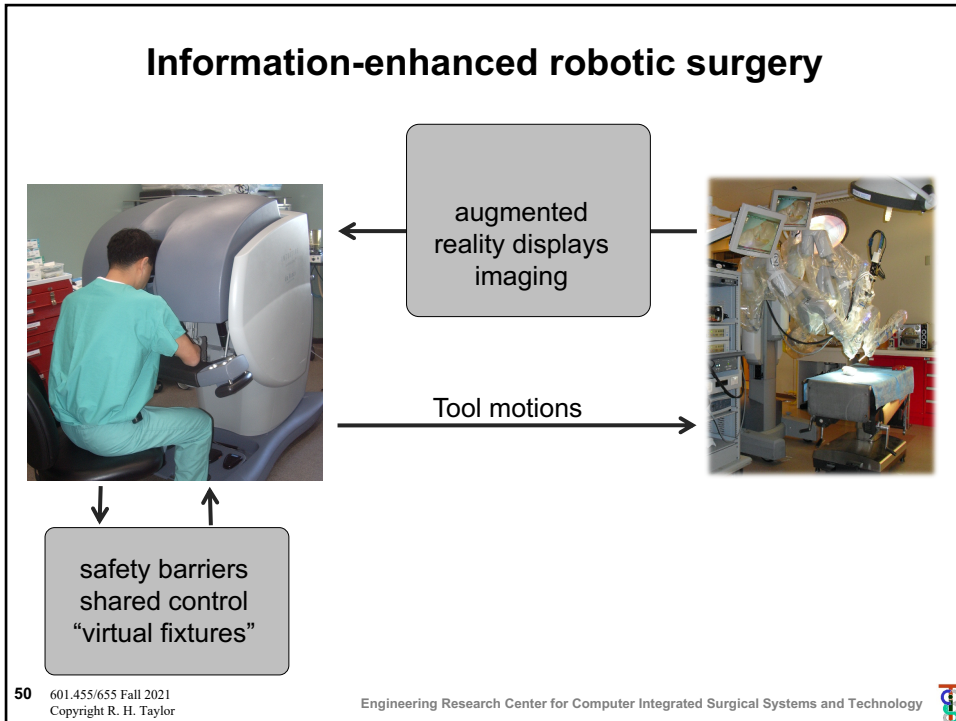 Information-enhanced robotic surgery
augmented
reality displays
imaging
Tool motions
safety barriers
shared control
“virtual fixtures”
50 601.455/655 Fall 2021
Copyright R. H. Taylor
Engineering Research Center for Computer Integrated Surgical Systems and Technology